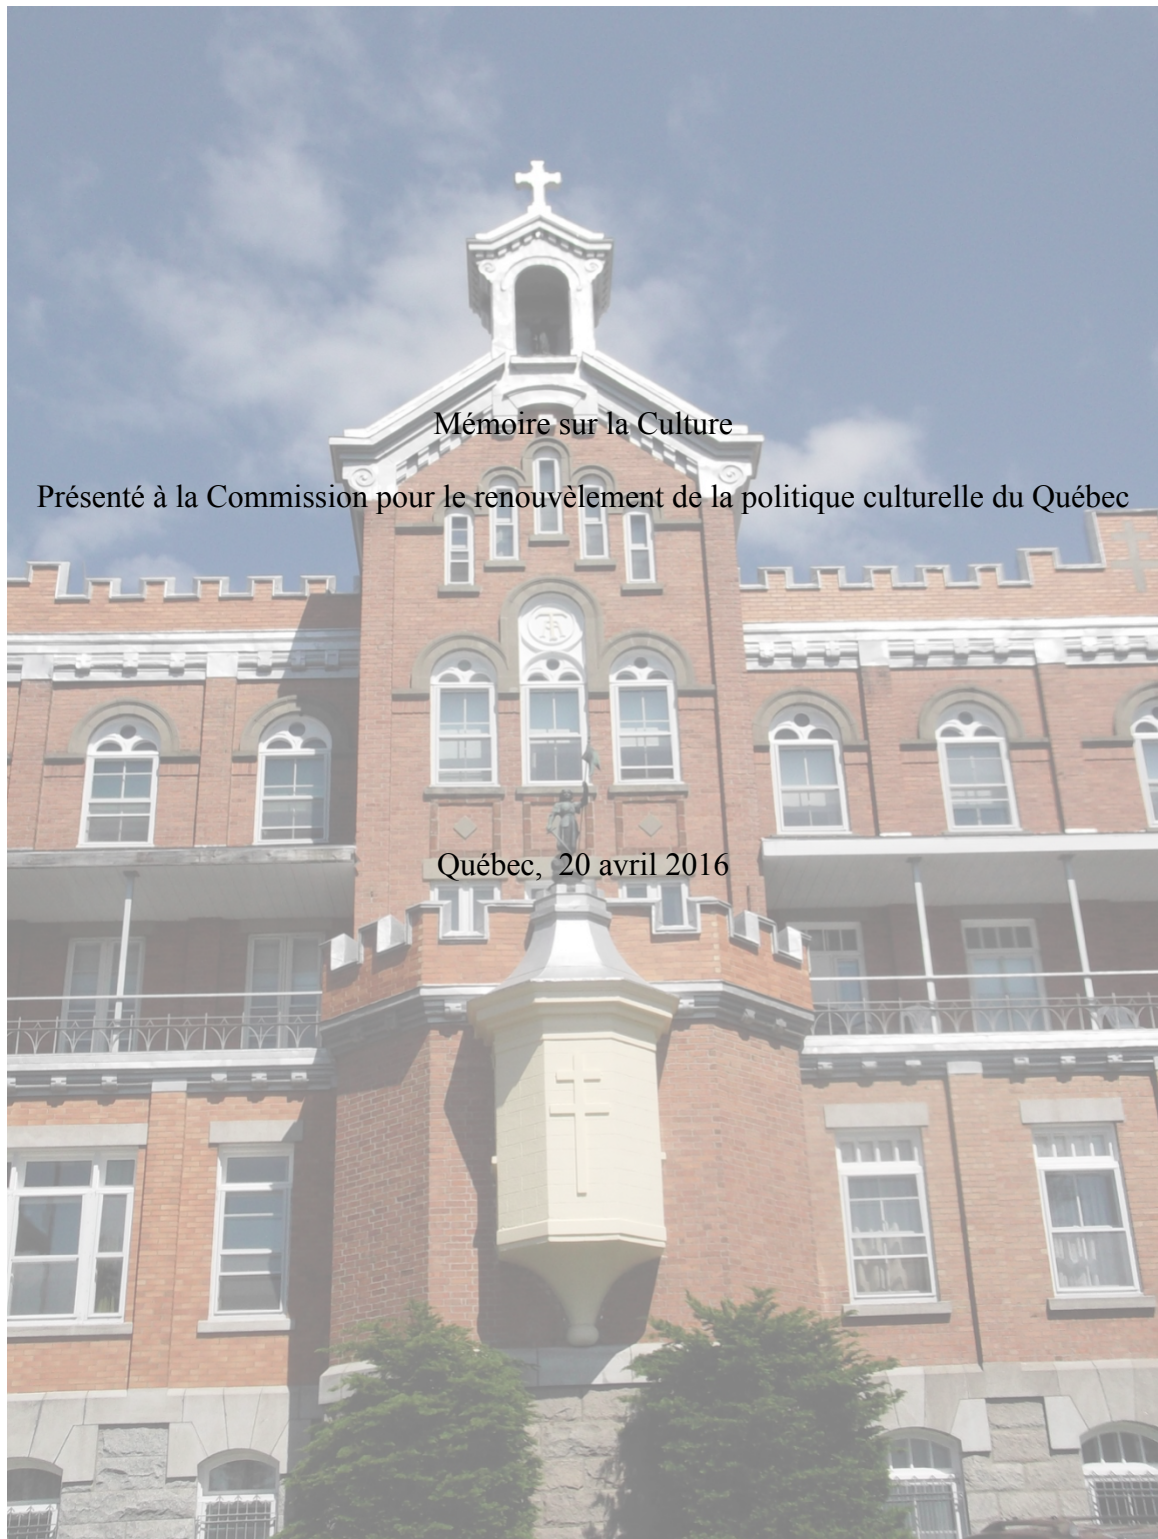 Mémoire sur la Culture
Présenté à la Commission pour le renouvèlement de la politique culturelle du Québec
Québec,  20 avril 2016